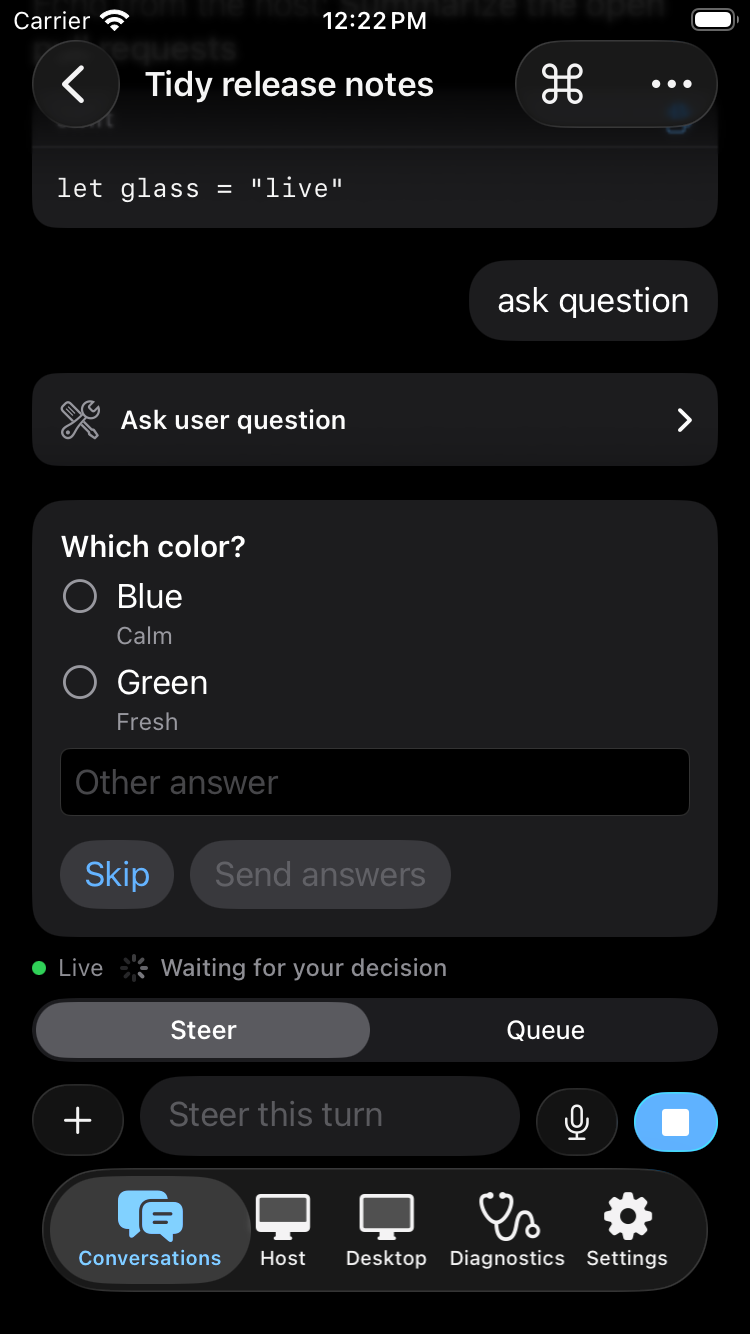 Carrier 12:22 PM
Tidy release notes
let glass = "live"
ask question
Ask user question
Which color?
Blue
Calm
Green
Fresh
Other answer
Skip Send answers
Live Waiting for your decision
Steer Queue
Steer this turn
Conversations Host Desktop Diagnostics Settings